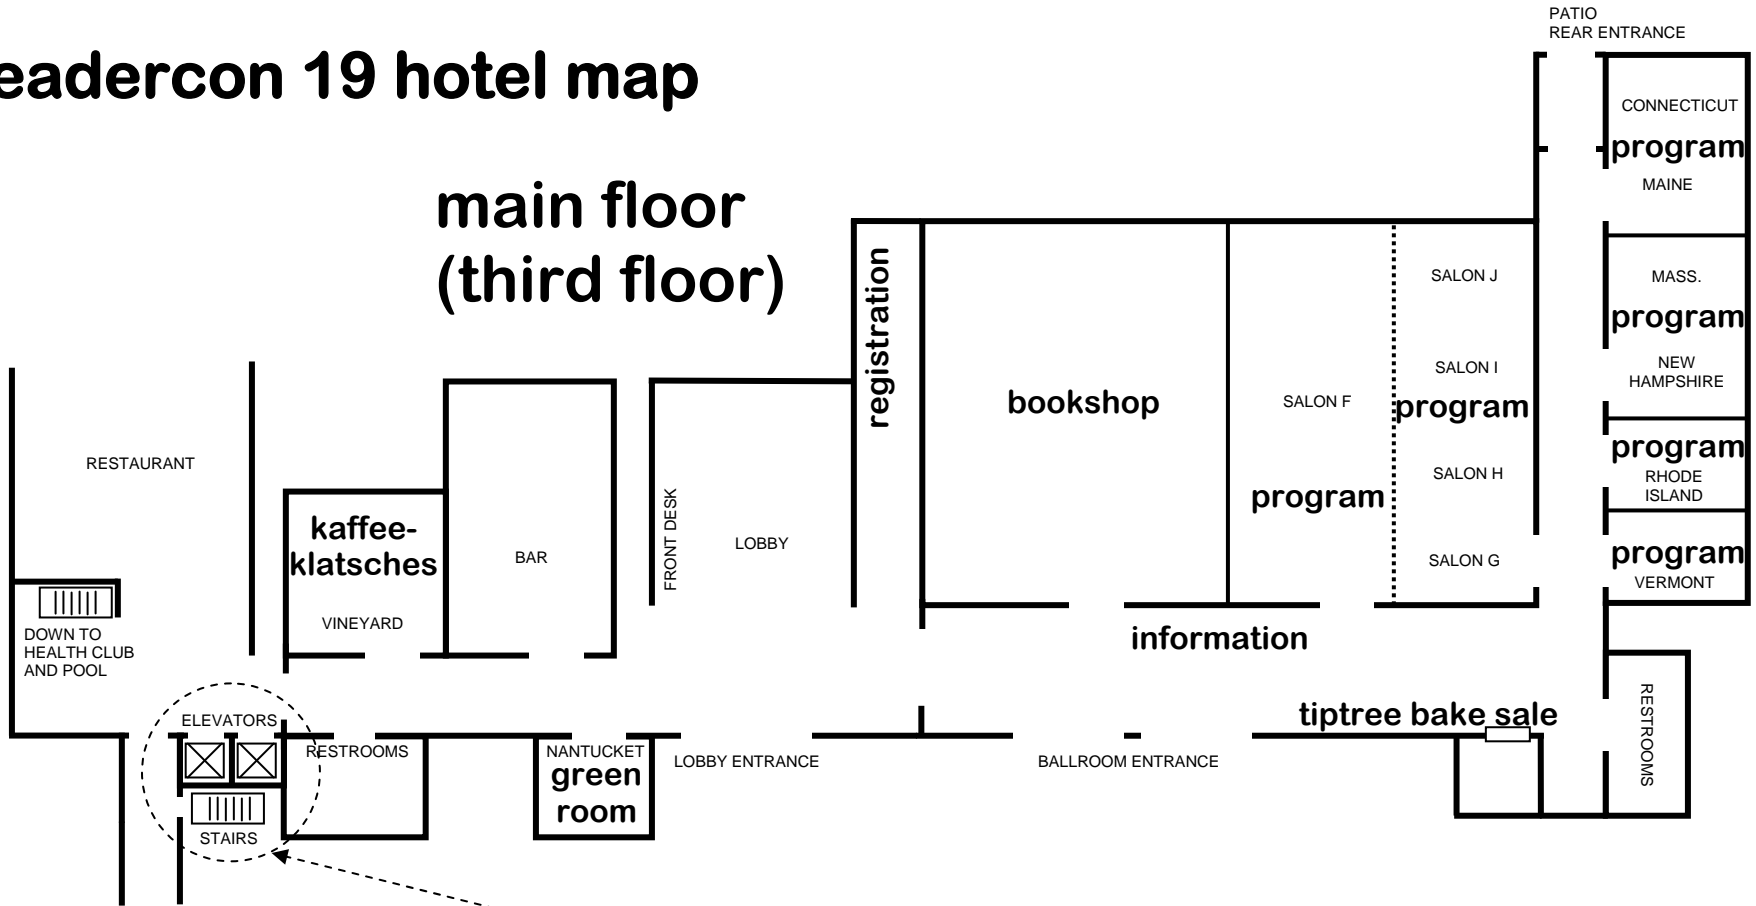 PATIO
REAR ENTRANCE
eadercon 19 hotel map
main floor
(third floor)
CONNECTICUT
program
MAINE
registration
SALON J
MASS.
program
SALON I
NEW
HAMPSHIRE
bookshop
SALON F
program
program
RHODE
ISLAND
RESTAURANT
SALON H
program
kaffee-
klatsches
VINEYARD
BAR
FRONT DESK
LOBBY
SALON G
program
VERMONT
DOWN TO
HEALTH CLUB
AND POOL
information
ELEVATORS
tiptree bake sale
RESTROOMS
RESTROOMS
NANTUCKET
green
room
LOBBY ENTRANCE
BALLROOM ENTRANCE
STAIRS